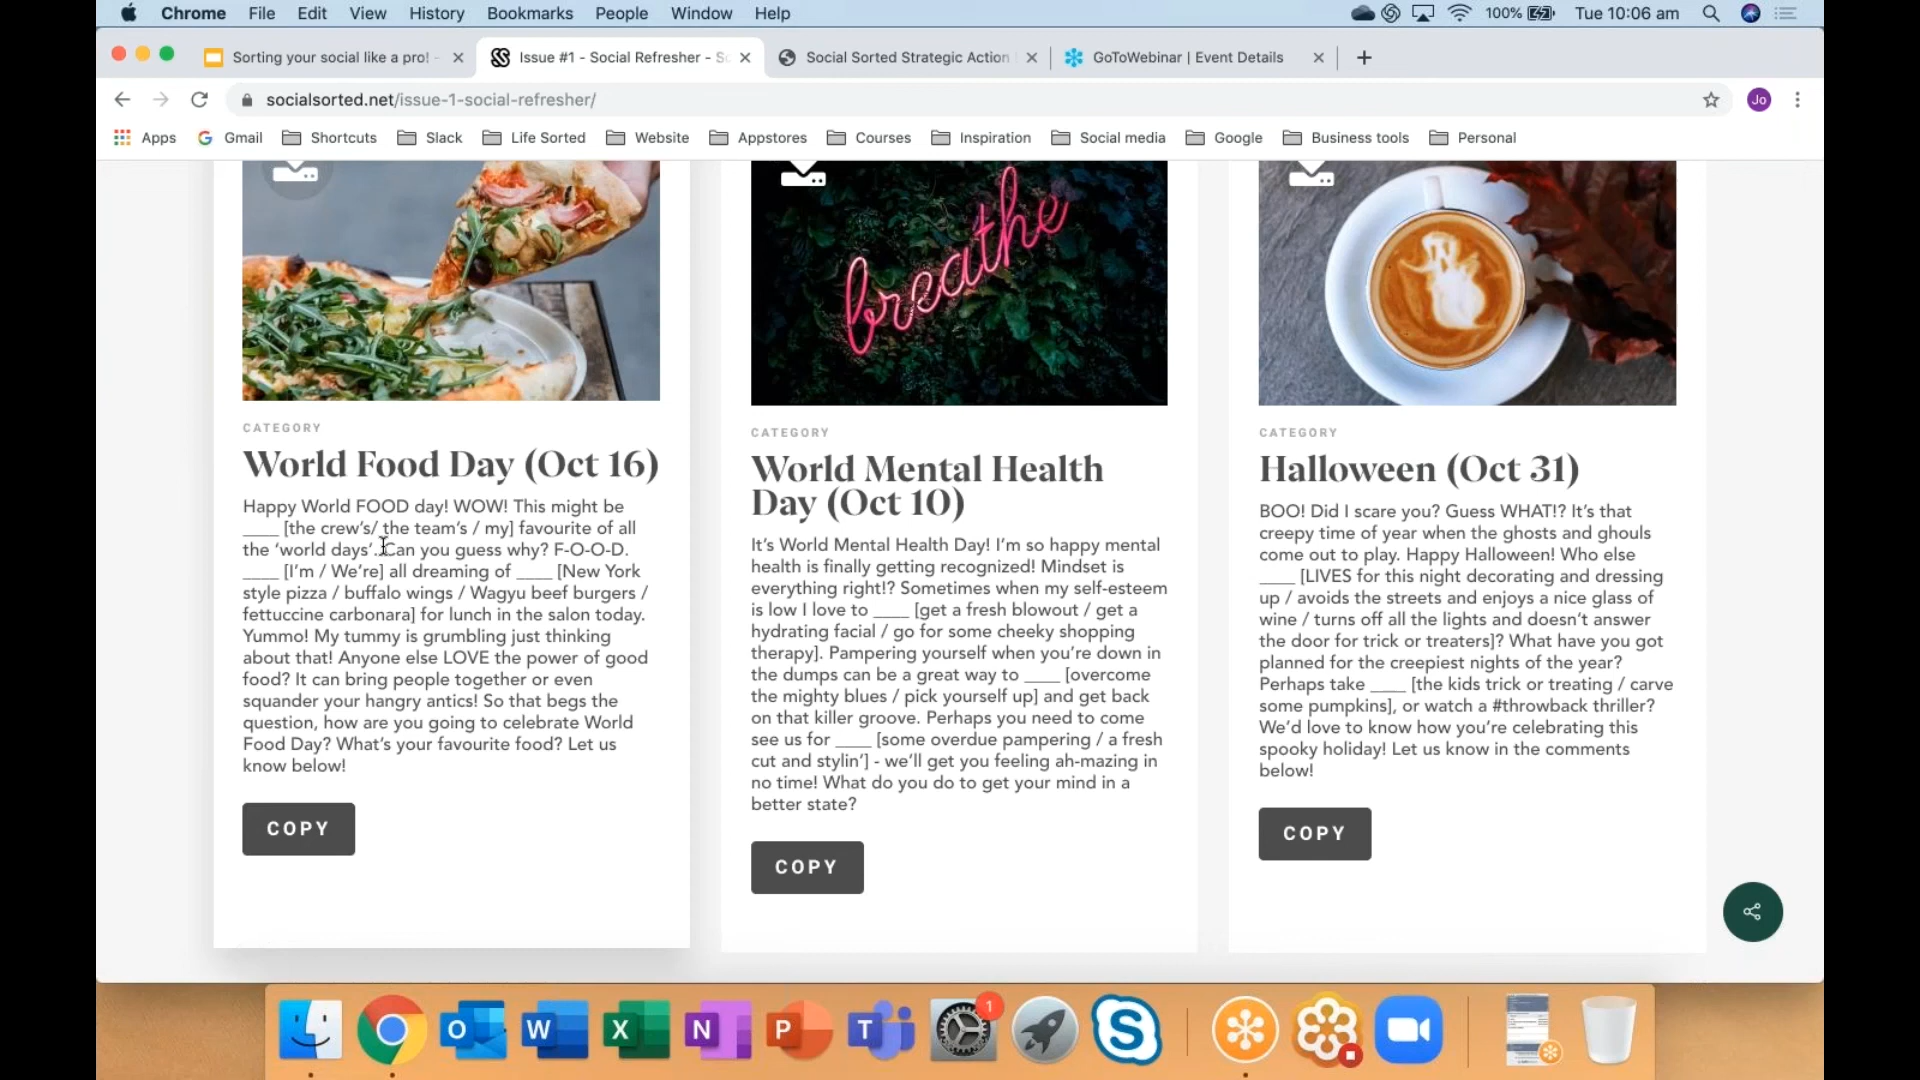 Chrome File Edit View History Bookmarks People Window Help 100% Tue 10:06 am
Sorting your social like a pro! - Issue #1 - Social Refresher - So Social Sorted Strategic Action GoToWebinar | Event Details
socialsorted.net/issue-1-social-refresher/ Jo
Apps Gmail Shortcuts Slack Life Sorted Website Appstores Courses Inspiration Social media Google Business tools Personal
breathe
CATEGORY
World Food Day (Oct 16)
Happy World FOOD day! WOW! This might be
____ [the crew's/ the team's / my] favourite of all
the 'world days'. Can you guess why? F-O-O-D.
____ [I'm / We're] all dreaming of ____ [New York
style pizza / buffalo wings / Wagyu beef burgers /
fettuccine carbonara] for lunch in the salon today.
Yummo! My tummy is grumbling just thinking
about that! Anyone else LOVE the power of good
food? It can bring people together or even
squander your hangry antics! So that begs the
question, how are you going to celebrate World
Food Day? What's your favourite food? Let us
know below!
COPY
CATEGORY
World Mental Health
Day (Oct 10)
It's World Mental Health Day! I'm so happy mental
health is finally getting recognized! Mindset is
everything right!? Sometimes when my self-esteem
is low I love to ____ [get a fresh blowout / get a
hydrating facial / go for some cheeky shopping
therapy]. Pampering yourself when you're down in
the dumps can be a great way to ____ [overcome
the mighty blues / pick yourself up] and get back
on that killer groove. Perhaps you need to come
see us for ____ [some overdue pampering / a fresh
cut and stylin'] - we'll get you feeling ah-mazing in
no time! What do you do to get your mind in a
better state?
COPY
CATEGORY
Halloween (Oct 31)
BOO! Did I scare you? Guess WHAT!? It's that
creepy time of year when the ghosts and ghouls
come out to play. Happy Halloween! Who else
____ [LIVES for this night decorating and dressing
up / avoids the streets and enjoys a nice glass of
wine / turns off all the lights and doesn't answer
the door for trick or treaters]? What have you got
planned for the creepiest nights of the year?
Perhaps take ____ [the kids trick or treating / carve
some pumpkins], or watch a #throwback thriller?
We'd love to know how you're celebrating this
spooky holiday! Let us know in the comments
below!
COPY
O W X N P T 1 S